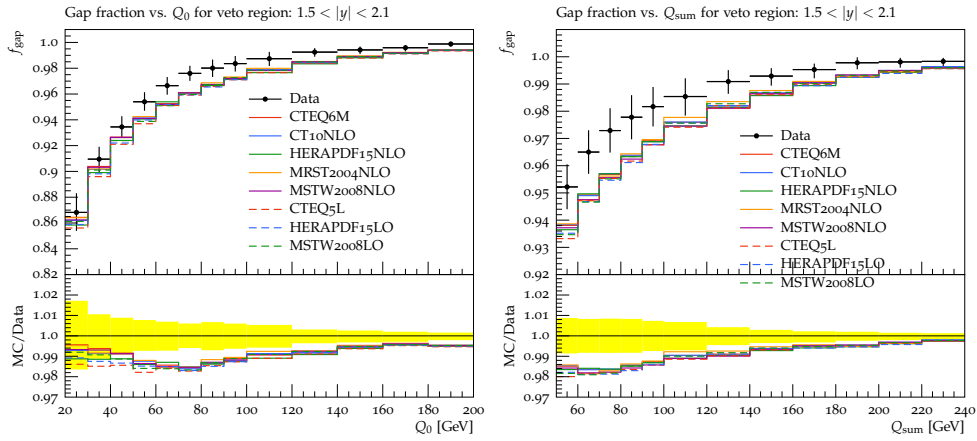 Gap fraction vs. Q0 for veto region: 1.5 < |y| < 2.1
fgap
1.0
0.98
0.96
0.94
0.92
0.9
0.88
0.86
0.84
0.82
Data
CTEQ6M
CT10NLO
HERAPDF15NLO
MRST2004NLO
MSTW2008NLO
CTEQ5L
HERAPDF15LO
MSTW2008LO
MC/Data
1.02
1.01
1.0
0.99
0.98
0.97
20 40 60 80 100 120 140 160 180 200
Q0 [GeV]
Gap fraction vs. Qsum for veto region: 1.5 < |y| < 2.1
fgap
1.0
0.99
0.98
0.97
0.96
0.95
0.94
0.93
0.92
Data
CTEQ6M
CT10NLO
HERAPDF15NLO
MRST2004NLO
MSTW2008NLO
CTEQ5L
HERAPDF15LO
MSTW2008LO
MC/Data
1.02
1.01
1.0
0.99
0.98
0.97
60 80 100 120 140 160 180 200 220 240
Qsum [GeV]